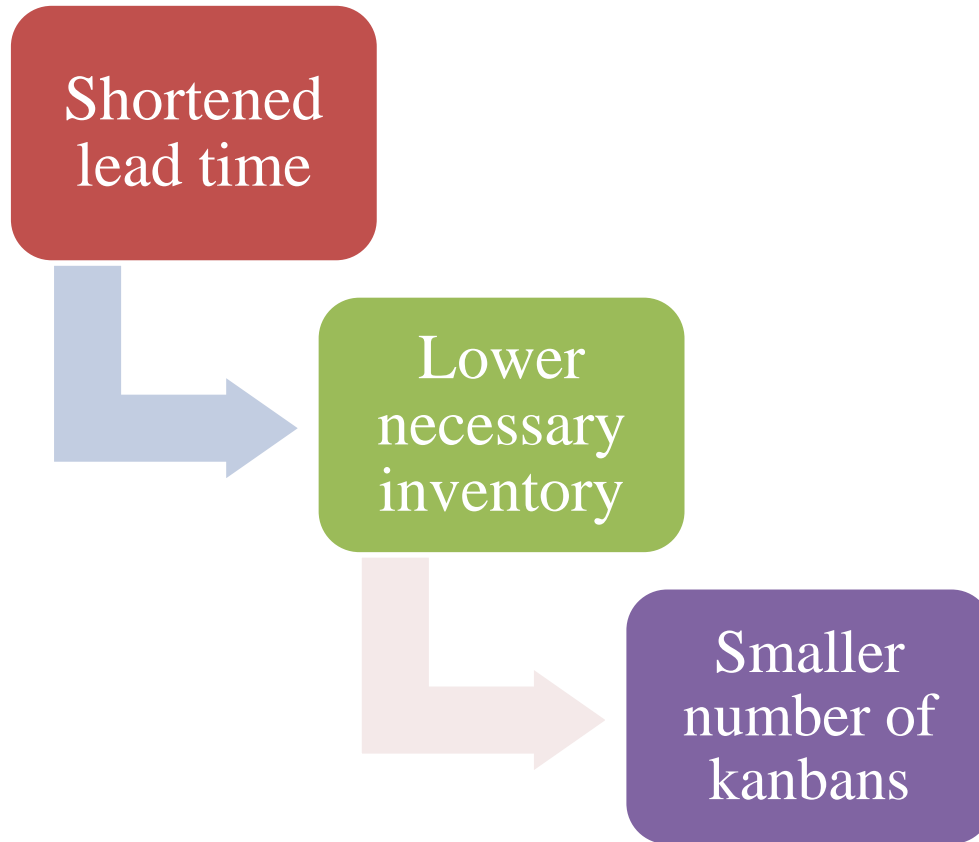 Shortened
lead time
Lower
necessary
inventory
Smaller
number of
kanbans